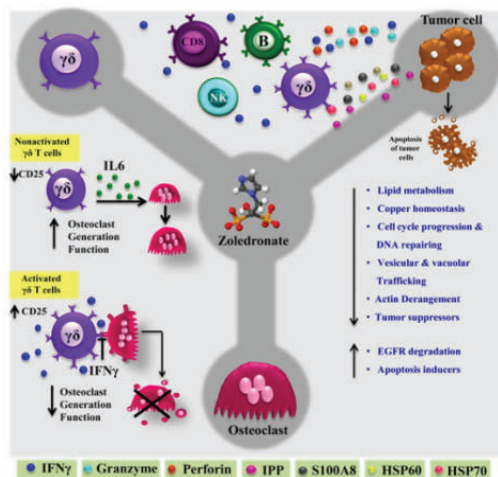 γδ
CD8
B
NK
γδ
Tumor cell
Apoptosis
of tumor
cells
Nonactivated
γδ T cells
CD25
γδ
IL6
Osteoclast
Generation
Function
Zoledronate
• Lipid metabolism
• Copper homeostasis
• Cell cycle progression &
DNA repairing
• Vesicular & vacuolar
Trafficking
• Actin Derangement
• Tumor suppressors
• EGFR degradation
• Apoptosis inducers
Activated
γδ T cells
CD25
γδ
IFNγ
Osteoclast
Generation
Function
Osteoclast
IFNγ
Granzyme
Perforin
IPP
S100A8
HSP60
HSP70